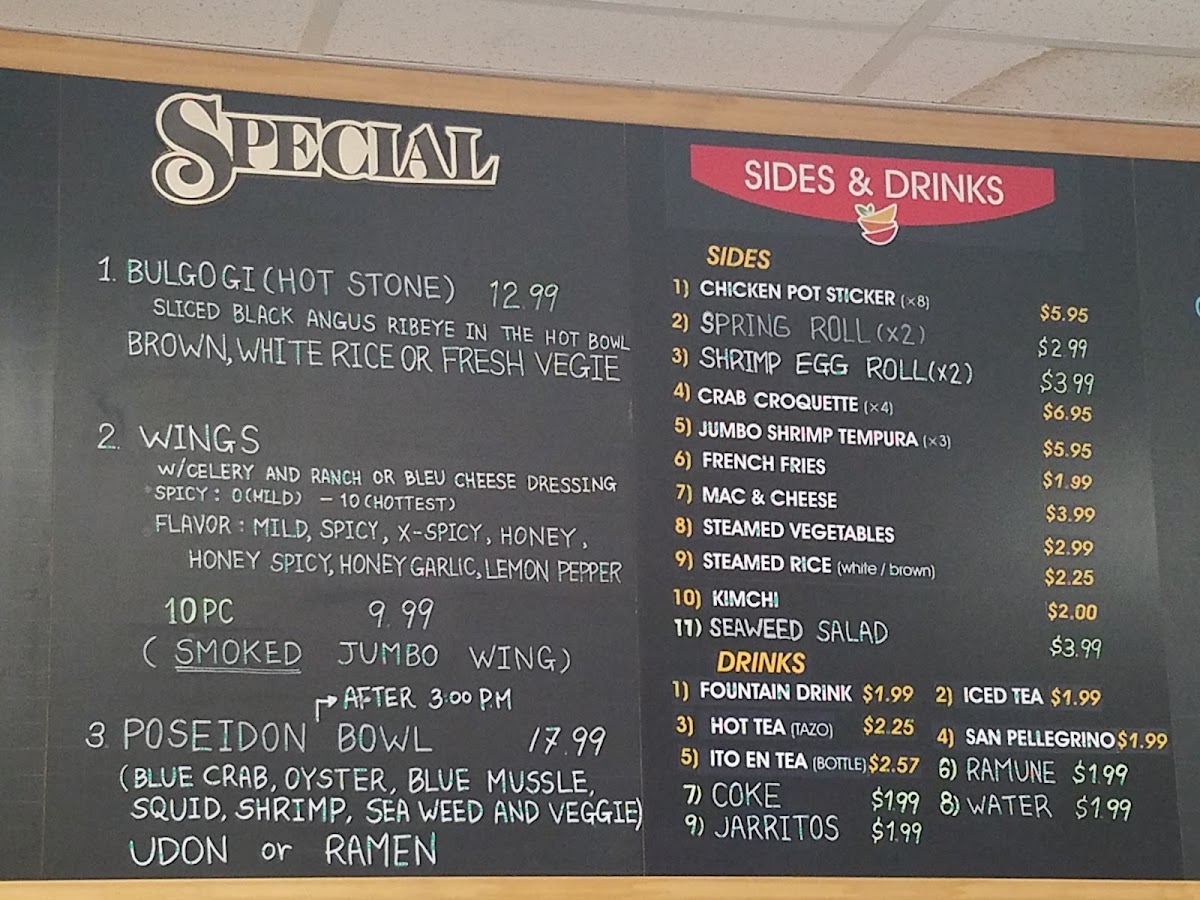 SPECIAL
1. BULGOGI (HOT STONE) 12.99
SLICED BLACK ANGUS RIBEYE IN THE HOT BOWL
BROWN, WHITE RICE OR FRESH VEGIE
2. WINGS
W/CELERY AND RANCH OR BLEU CHEESE DRESSING
SPICY : 0(MILD) - 10(HOTTEST)
FLAVOR : MILD, SPICY, X-SPICY, HONEY,
HONEY SPICY, HONEY GARLIC, LEMON PEPPER
10 PC 9.99
( SMOKED JUMBO WING)
AFTER 3:00 P.M
3. POSEIDON BOWL 17.99
(BLUE CRAB, OYSTER, BLUE MUSSLE,
SQUID, SHRIMP, SEA WEED AND VEGGIE)
UDON or RAMEN
SIDES & DRINKS
SIDES
1) CHICKEN POT STICKER (×8) $5.95
2) SPRING ROLL (X2) $2.99
3) SHRIMP EGG ROLL(X2) $3.99
4) CRAB CROQUETTE (×4) $6.95
5) JUMBO SHRIMP TEMPURA (×3) $5.95
6) FRENCH FRIES $1.99
7) MAC & CHEESE $3.99
8) STEAMED VEGETABLES $2.99
9) STEAMED RICE (white / brown) $2.25
10) KIMCHI $2.00
11) SEAWEED SALAD $3.99
DRINKS
1) FOUNTAIN DRINK $1.99 2) ICED TEA $1.99
3) HOT TEA (TAZO) $2.25 4) SAN PELLEGRINO $1.99
5) ITO EN TEA (BOTTLE) $2.57 6) RAMUNE $1.99
7) COKE $1.99 8) WATER $1.99
9) JARRITOS $1.99